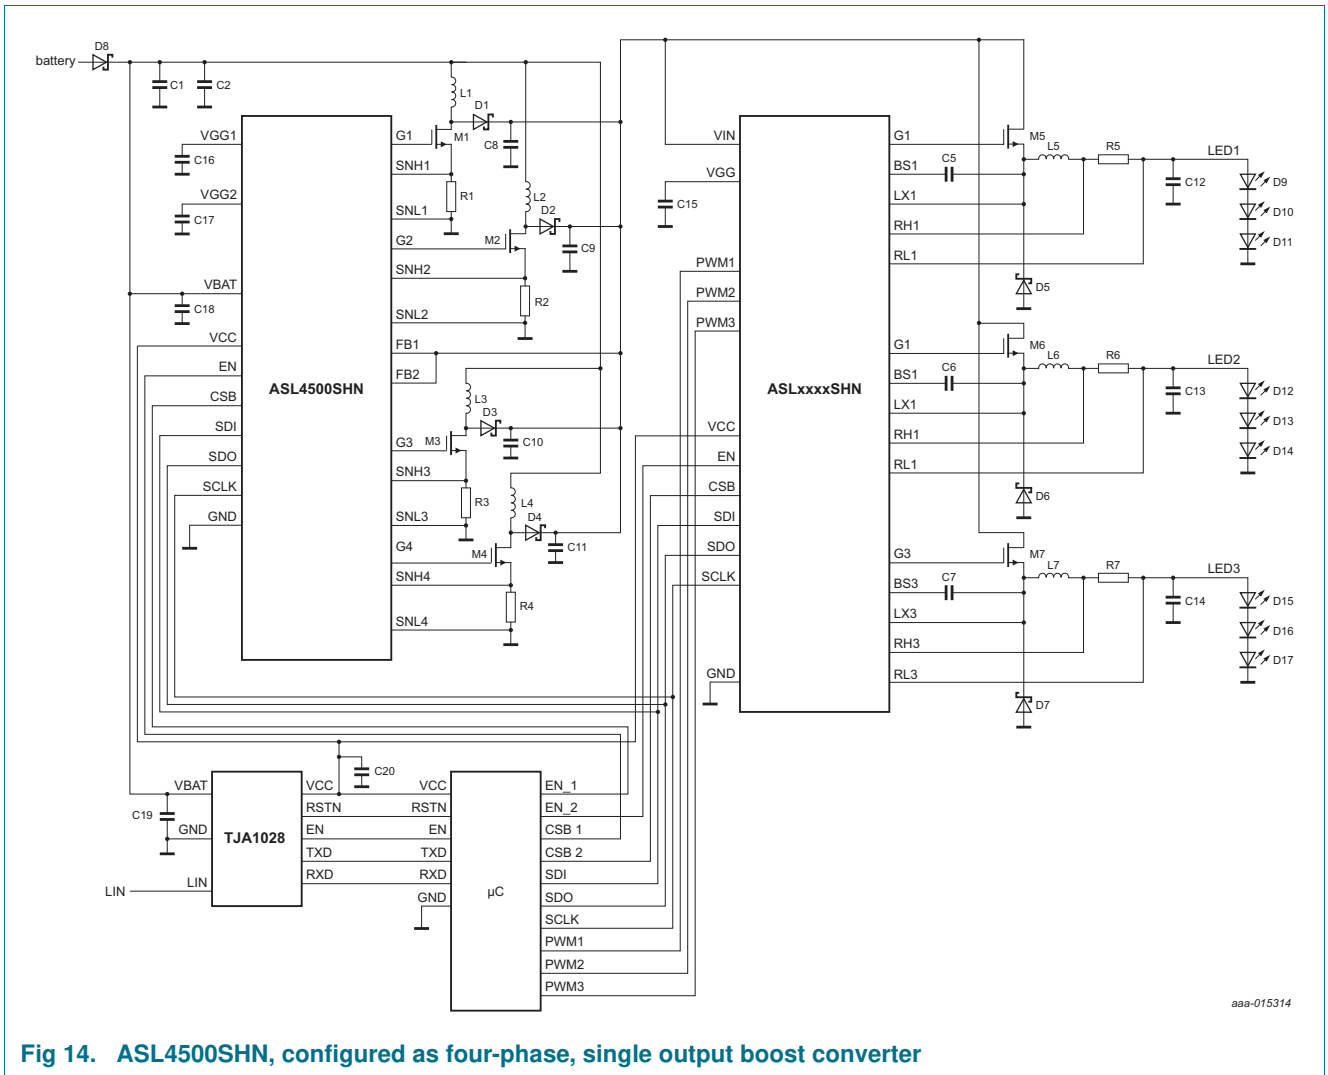 battery
D8
C1
C2
L1
D1
M1
C8
R1
L2
D2
M2
C9
R2
L3
D3
M3
C10
R3
L4
D4
M4
C11
R4
VGG1
C16
VGG2
C17
VBAT
C18
VCC
EN
CSB
SDI
SDO
SCLK
GND
ASL4500SHN
G1
SNH1
SNL1
G2
SNH2
SNL2
FB1
FB2
G3
SNH3
SNL3
G4
SNH4
SNL4
VIN
VGG
C15
PWM1
PWM2
PWM3
VCC
EN
CSB
SDI
SDO
SCLK
GND
ASLxxxxSHN
G1
BS1
LX1
RH1
RL1
G1
BS1
LX1
RH1
RL1
G3
BS3
LX3
RH3
RL3
M5
C5
L5
R5
LED1
C12
D9
D10
D11
D5
M6
C6
L6
R6
LED2
C13
D12
D13
D14
D6
M7
C7
L7
R7
LED3
C14
D15
D16
D17
D7
C20
C19
VBAT
GND
LIN
LIN
TJA1028
VCC
RSTN
EN
TXD
RXD
VCC
RSTN
EN
TXD
RXD
GND
µC
EN_1
EN_2
CSB 1
CSB 2
SDI
SDO
SCLK
PWM1
PWM2
PWM3
aaa-015314
Fig 14. ASL4500SHN, configured as four-phase, single output boost converter